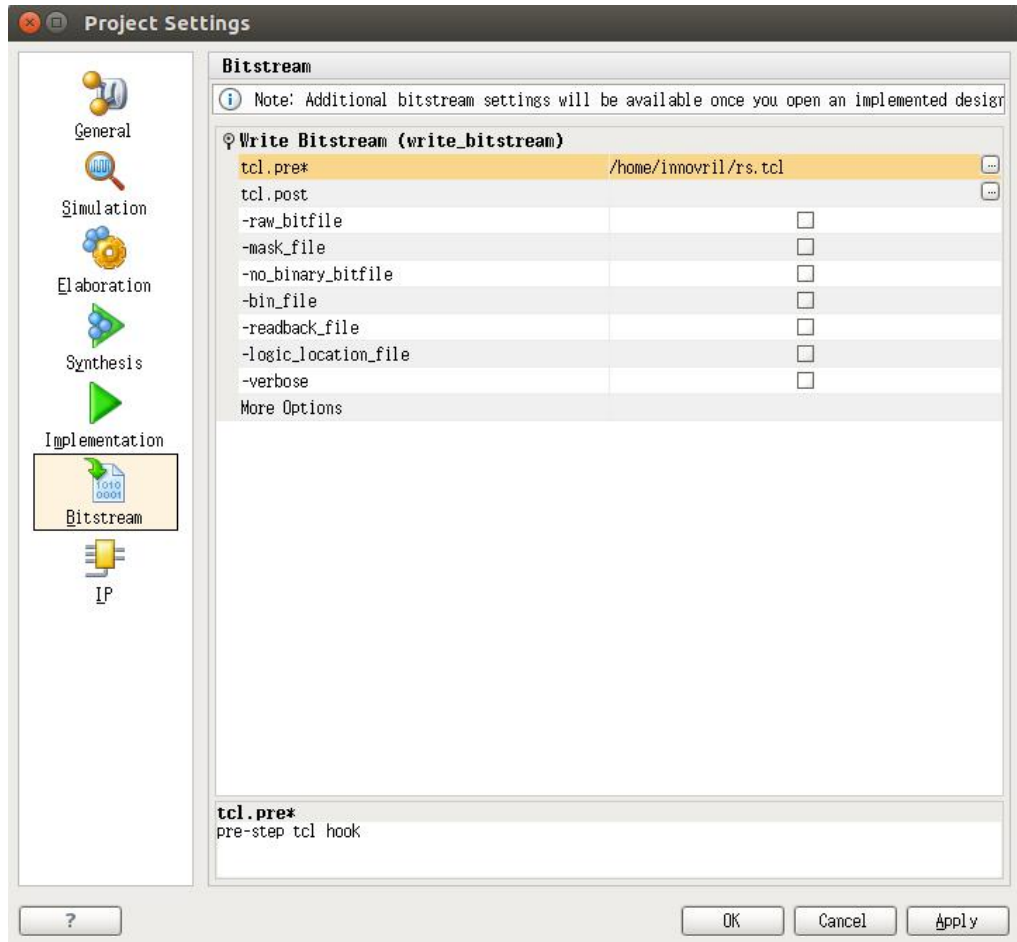 Project Settings
General
Simulation
Elaboration
Synthesis
Implementation
1010
0001
Bitstream
IP
Bitstream
Note: Additional bitstream settings will be available once you open an implemented design
Write Bitstream (write_bitstream)
tcl.pre* /home/innovril/rs.tcl ...
tcl.post ...
-raw_bitfile
-mask_file
-no_binary_bitfile
-bin_file
-readback_file
-logic_location_file
-verbose
More Options
tcl.pre*
pre-step tcl hook
? OK Cancel Apply